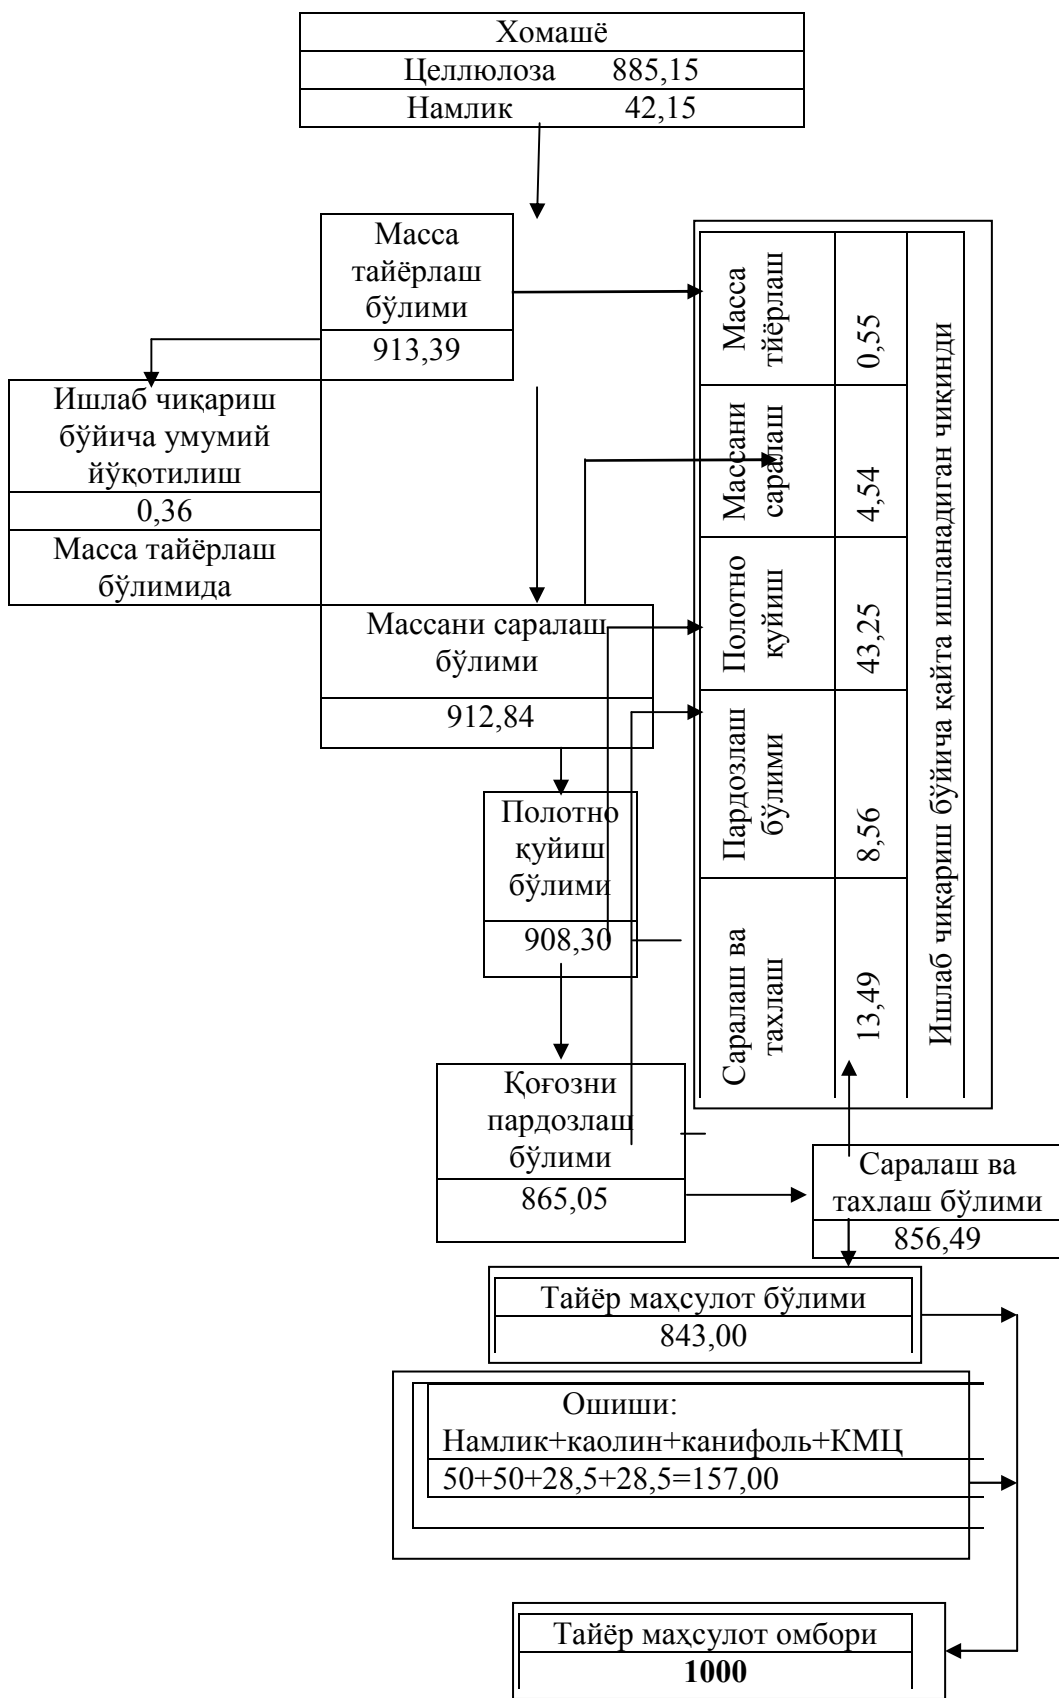 Хомашё
Целлюлоза 885,15
Намлик 42,15
Масса
тайёрлаш
бўлими
913,39
Ишлаб чиқариш
бўйича умумий
йўқотилиш
0,36
Масса тайёрлаш
бўлимида
Массани саралаш
бўлими
912,84
Полотно
қуйиш
бўлими
908,30
Қоғозни
пардозлаш
бўлими
865,05
Масса
тйёрлаш
0,55
Массани
саралаш
4,54
Полотно
қуйиш
43,25
Пардозлаш
бўлими
8,56
Саралаш ва
тахлаш
13,49
Ишлаб чиқариш бўйича қайта ишланадиган чиқинди
Саралаш ва
тахлаш бўлими
856,49
Тайёр маҳсулот бўлими
843,00
Ошиши:
Намлик+каолин+канифоль+КМЦ
50+50+28,5+28,5=157,00
Тайёр маҳсулот омбори
1000